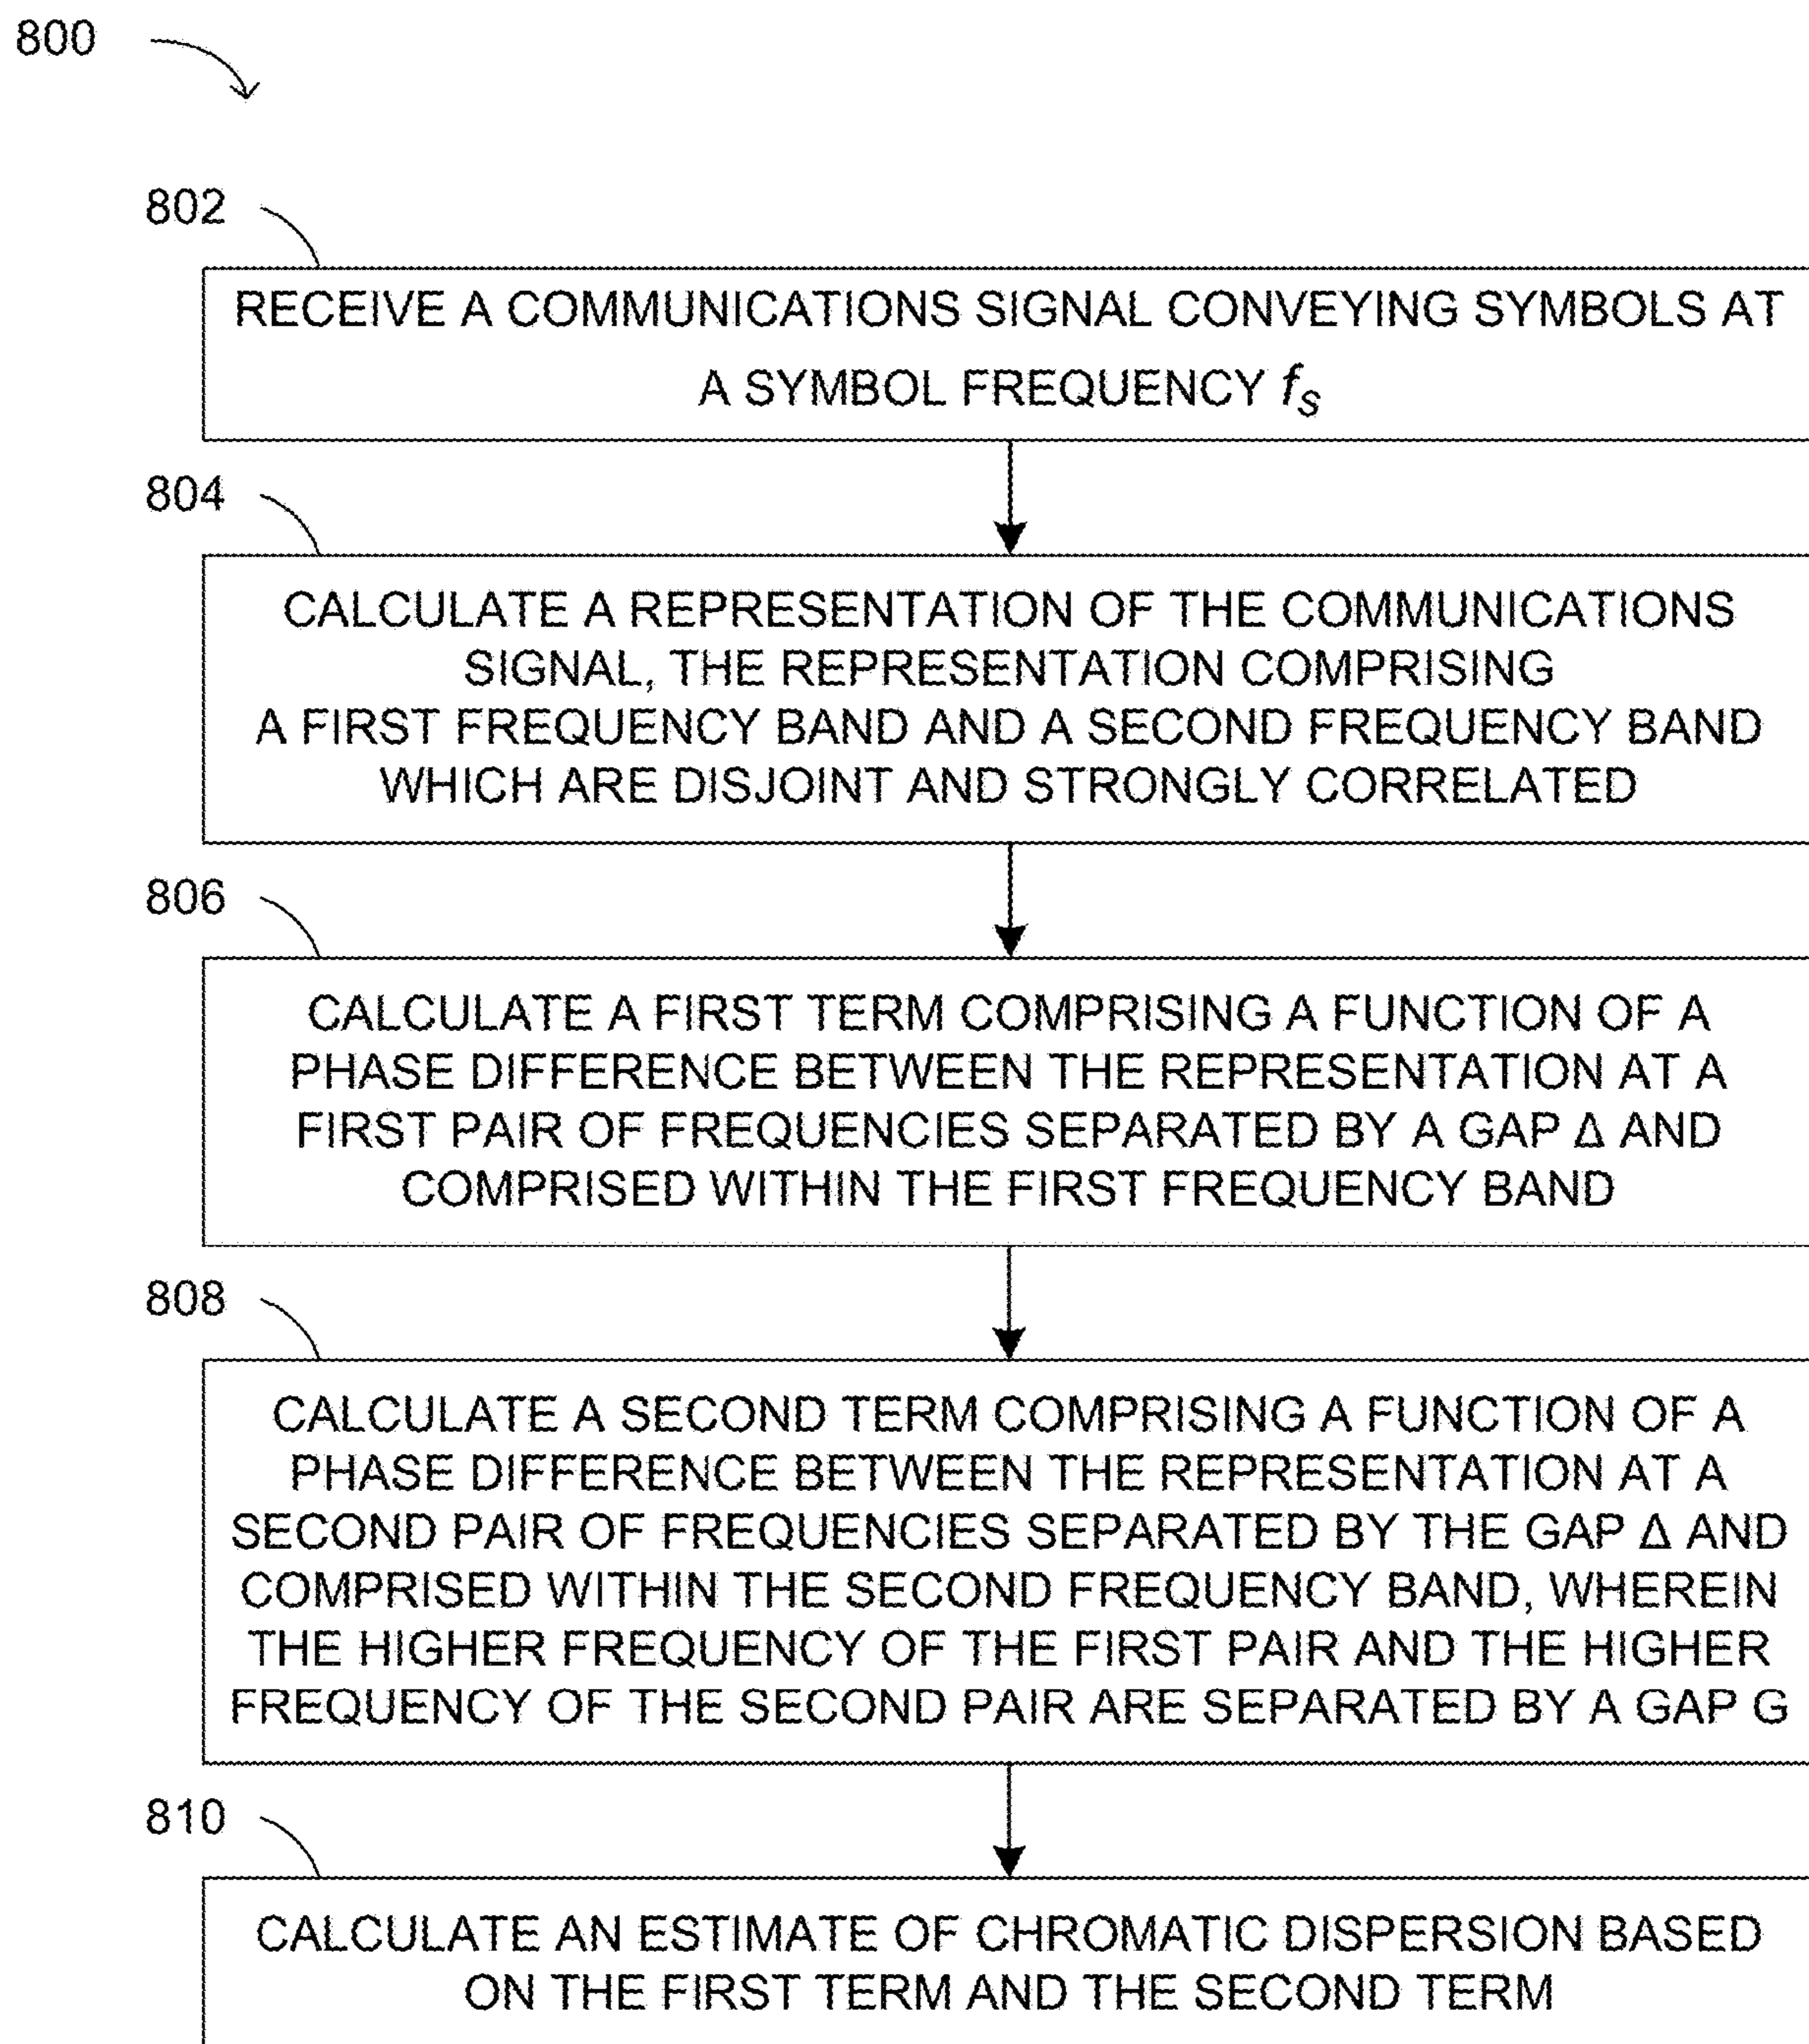 800
802
RECEIVE A COMMUNICATIONS SIGNAL CONVEYING SYMBOLS AT
A SYMBOL FREQUENCY fs
804
CALCULATE A REPRESENTATION OF THE COMMUNICATIONS
SIGNAL, THE REPRESENTATION COMPRISING
A FIRST FREQUENCY BAND AND A SECOND FREQUENCY BAND
WHICH ARE DISJOINT AND STRONGLY CORRELATED
806
CALCULATE A FIRST TERM COMPRISING A FUNCTION OF A
PHASE DIFFERENCE BETWEEN THE REPRESENTATION AT A
FIRST PAIR OF FREQUENCIES SEPARATED BY A GAP Δ AND
COMPRISED WITHIN THE FIRST FREQUENCY BAND
808
CALCULATE A SECOND TERM COMPRISING A FUNCTION OF A
PHASE DIFFERENCE BETWEEN THE REPRESENTATION AT A
SECOND PAIR OF FREQUENCIES SEPARATED BY THE GAP Δ AND
COMPRISED WITHIN THE SECOND FREQUENCY BAND, WHEREIN
THE HIGHER FREQUENCY OF THE FIRST PAIR AND THE HIGHER
FREQUENCY OF THE SECOND PAIR ARE SEPARATED BY A GAP G
810
CALCULATE AN ESTIMATE OF CHROMATIC DISPERSION BASED
ON THE FIRST TERM AND THE SECOND TERM